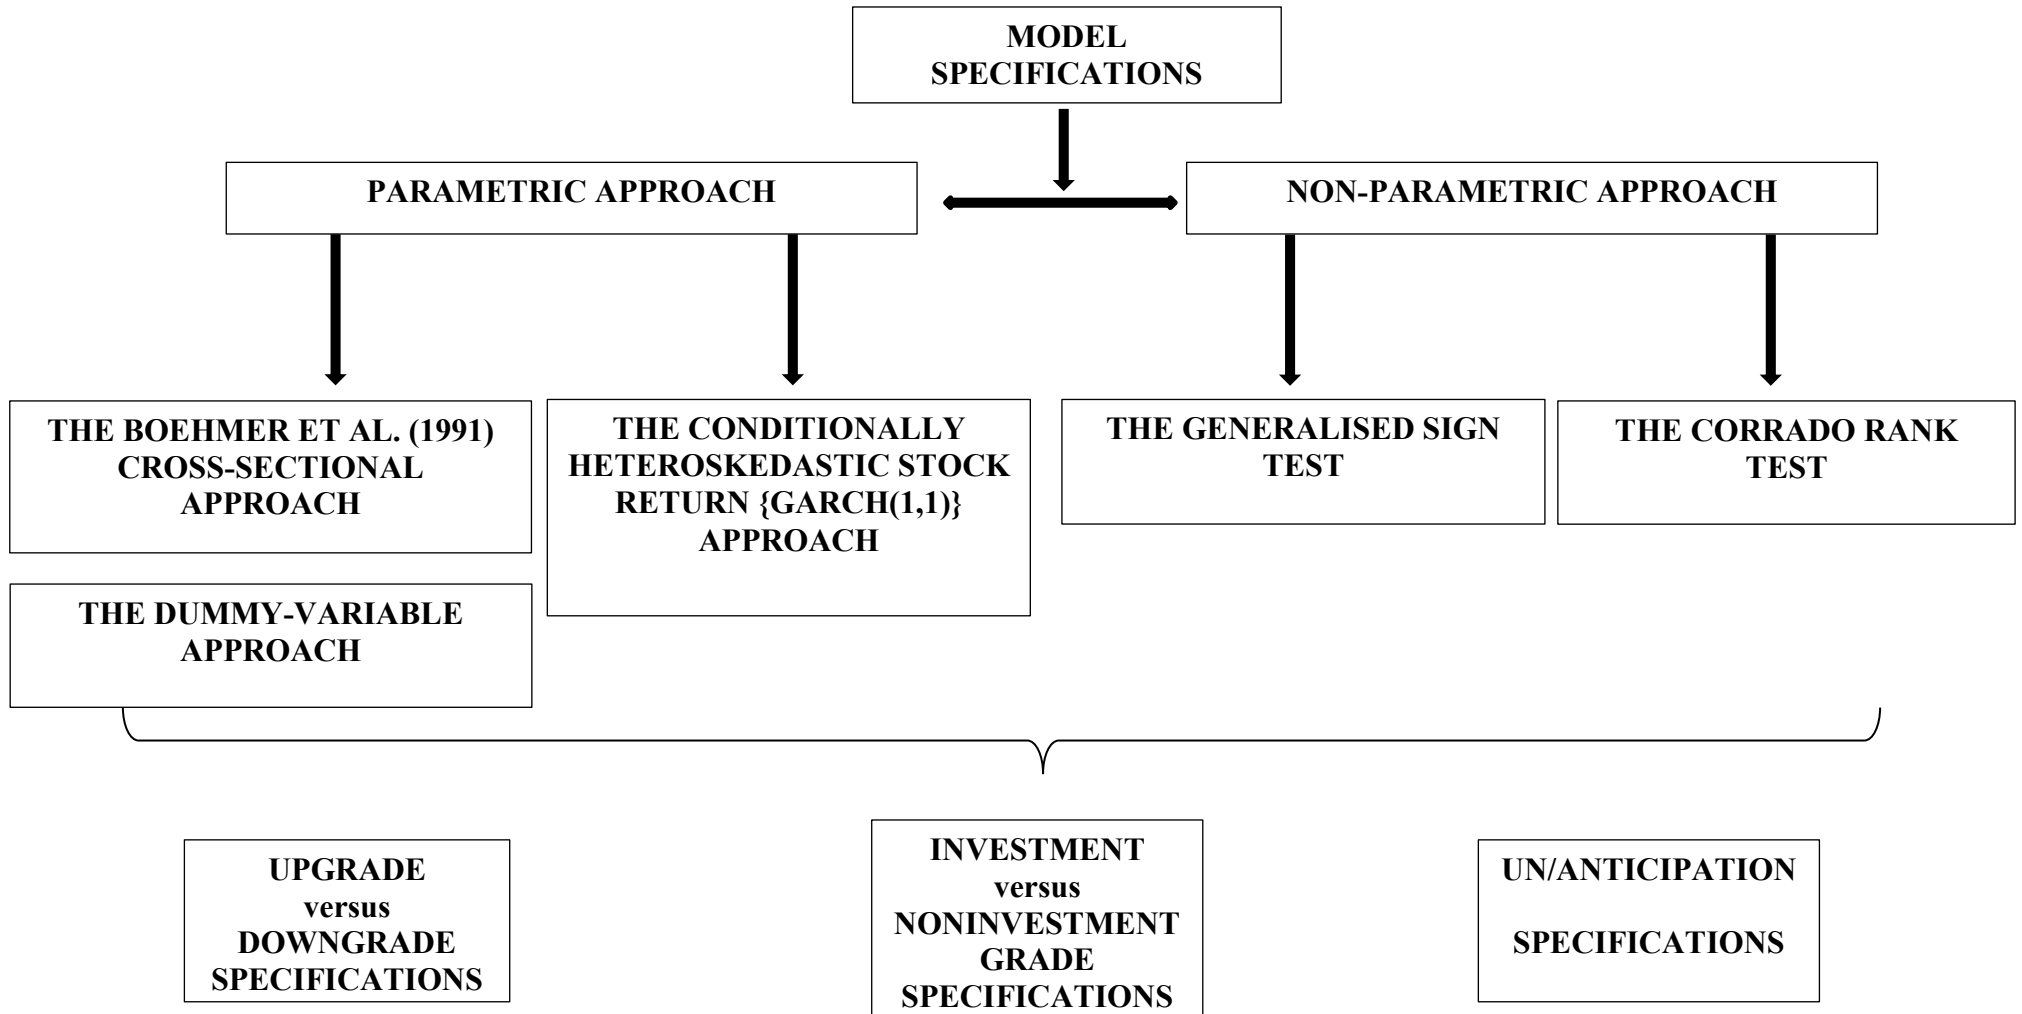 MODEL
SPECIFICATIONS
PARAMETRIC APPROACH
NON-PARAMETRIC APPROACH
THE BOEHMER ET AL. (1991)
CROSS-SECTIONAL
APPROACH
THE CONDITIONALLY
HETEROSKEDASTIC STOCK
RETURN {GARCH(1,1)}
APPROACH
THE GENERALISED SIGN
TEST
THE CORRADO RANK
TEST
THE DUMMY-VARIABLE
APPROACH
UPGRADE
versus
DOWNGRADE
SPECIFICATIONS
INVESTMENT
versus
NONINVESTMENT
GRADE
SPECIFICATIONS
UN/ANTICIPATION
SPECIFICATIONS